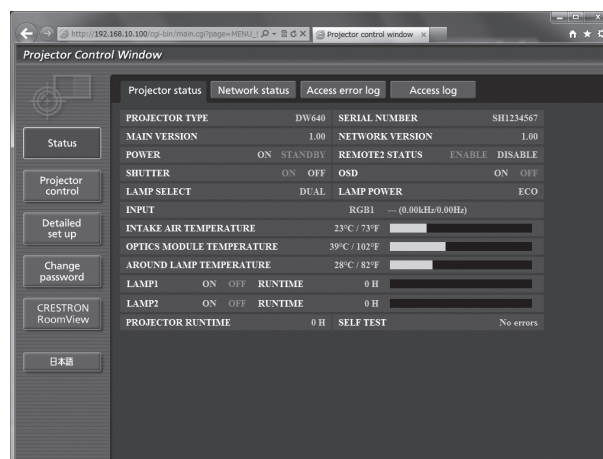 http://192.168.10.100/cgi-bin/main.cgi?page=MENU_S
Projector control window
Projector Control Window
Projector status Network status Access error log Access log
Status
Projector control
Detailed set up
Change password
CRESTRON RoomView
日本語
PROJECTOR TYPE DW640 SERIAL NUMBER SH1234567
MAIN VERSION 1.00 NETWORK VERSION 1.00
POWER ON STANDBY REMOTE2 STATUS ENABLE DISABLE
SHUTTER ON OFF OSD ON OFF
LAMP SELECT DUAL LAMP POWER ECO
INPUT RGB1 --- (0.00kHz/0.00Hz)
INTAKE AIR TEMPERATURE 23°C / 73°F
OPTICS MODULE TEMPERATURE 39°C / 102°F
AROUND LAMP TEMPERATURE 28°C / 82°F
LAMP1 ON OFF RUNTIME 0 H
LAMP2 ON OFF RUNTIME 0 H
PROJECTOR RUNTIME 0 H SELF TEST No errors